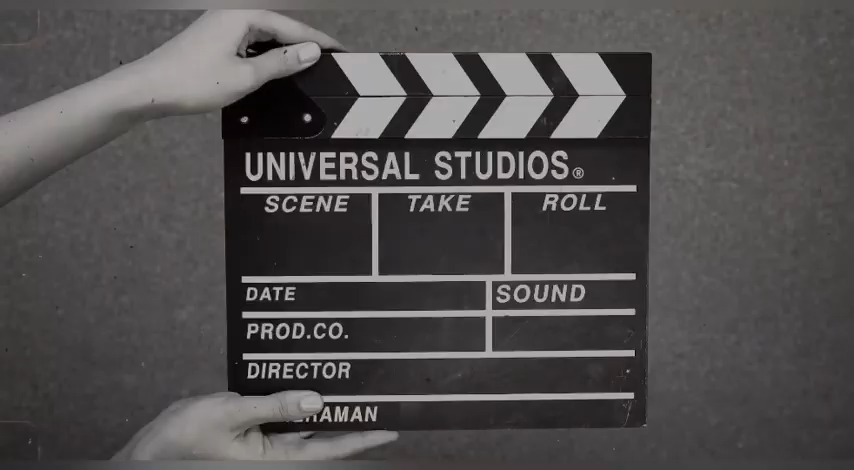 UNIVERSAL STUDIOS®
SCENE TAKE ROLL
DATE SOUND
PROD.CO.
DIRECTOR